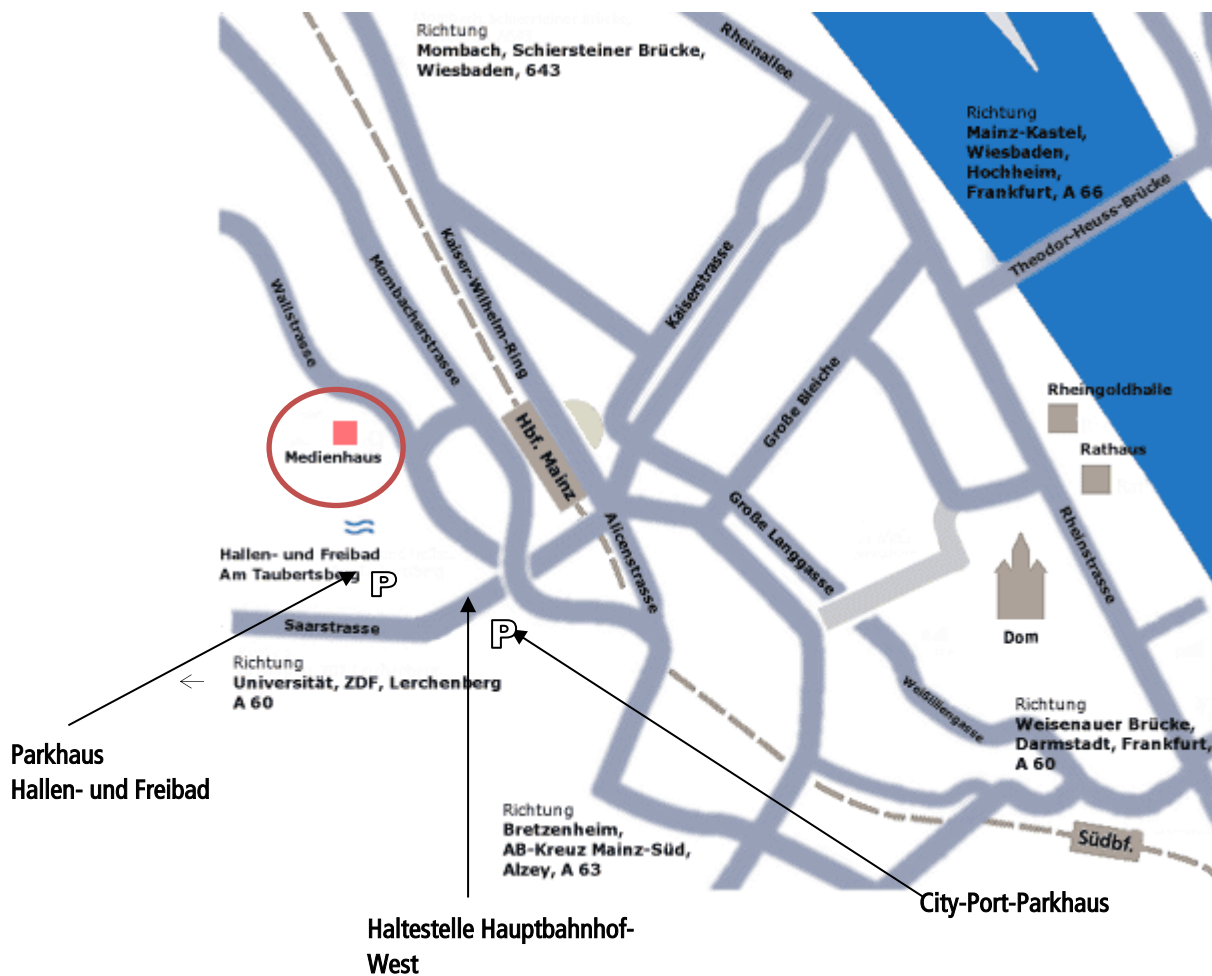 Richtung
Mombach, Schiersteiner Brücke,
Wiesbaden, 643
Rheinallee
Richtung
Mainz-Kastel,
Wiesbaden,
Hochheim,
Frankfurt, A 66
Theodor-Heuss-Brücke
Wallstrasse
Mombacherstrasse
Kaiser-Wilhelm-Ring
Kaiserstrasse
Große Bleiche
Rheingoldhalle
Rathaus
Hbf. Mainz
Medienhaus
Große Langgasse
Alicenstrasse
Rheinstrasse
Hallen- und Freibad
Am Taubertsberg
P
Saarstrasse
P
Dom
Richtung
Universität, ZDF, Lerchenberg
A 60
Weißliliengasse
Richtung
Weisenauer Brücke,
Darmstadt, Frankfurt,
A 60
Parkhaus
Hallen- und Freibad
Richtung
Bretzenheim,
AB-Kreuz Mainz-Süd,
Alzey, A 63
Südbf.
City-Port-Parkhaus
Haltestelle Hauptbahnhof-
West